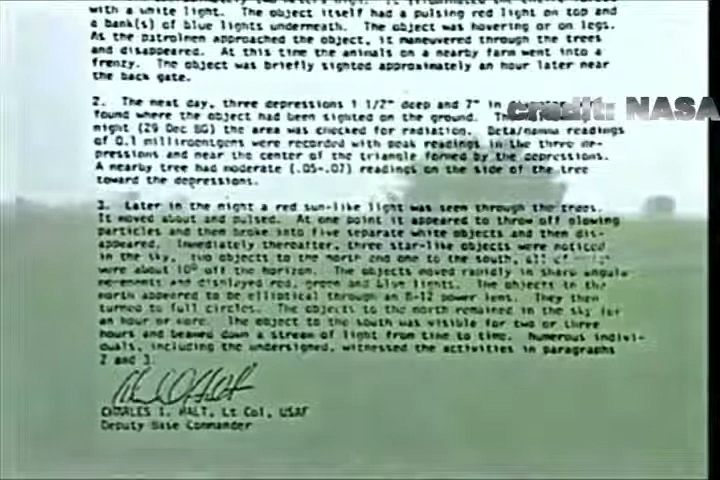 with a white light. The object itself had a pulsing red light on top and
a bank(s) of blue lights underneath. The object was hovering or on legs.
As the patrolmen approached the object, it maneuvered through the trees
and disappeared. At this time the animals on a nearby farm went into a
frenzy. The object was briefly sighted approximately an hour later near
the back gate.
2. The next day, three depressions 1 1/2" deep and 7" in
found where the object had been sighted on the ground.
credit: NASA
night (29 Dec 80) the area was checked for radiation. Beta/gamma readings
of 0.1 milliroentgens were recorded with peak readings in the three de-
pressions and near the center of the triangle formed by the depressions.
A nearby tree had moderate (.05-.07) readings on the side of the tree
toward the depressions.
3. Later in the night a red sun-like light was seen through the trees.
It moved about and pulsed. At one point it appeared to throw off glowing
particles and then broke into five separate white objects and then dis-
appeared. Immediately thereafter, three star-like objects were noticed
in the sky, two objects to the north and one to the south, all of
were about 10° off the horizon. The objects moved rapidly in sharp angular
movements and displayed red, green and blue lights. The objects to the
north appeared to be elliptical through an 8-12 power lens. They then
turned to full circles. The objects to the north remained in the sky for
an hour or more. The object to the south was visible for two or three
hours and beamed down a stream of light from time to time. Numerous indivi-
duals, including the undersigned, witnessed the activities in paragraphs
2 and 3.
CHARLES I. HALT, Lt Col, USAF
Deputy Base Commander